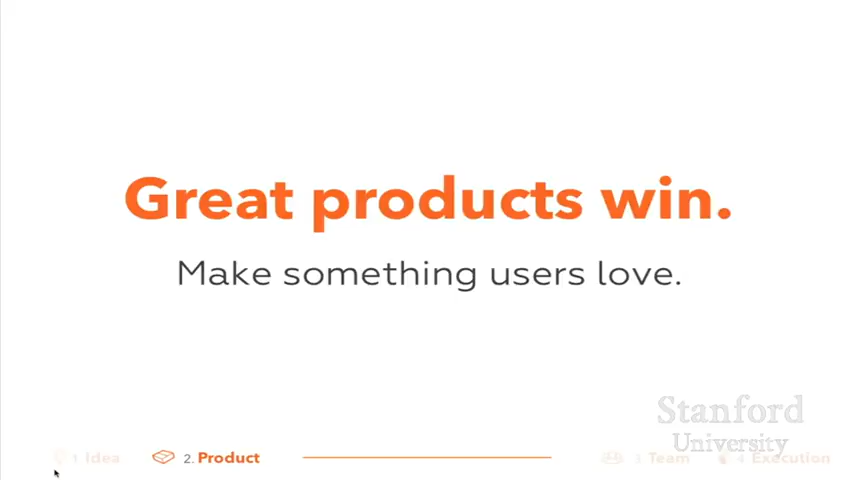 Great products win.
Make something users love.
Stanford
University
1 Idea
2. Product
3 Team
4 Execution